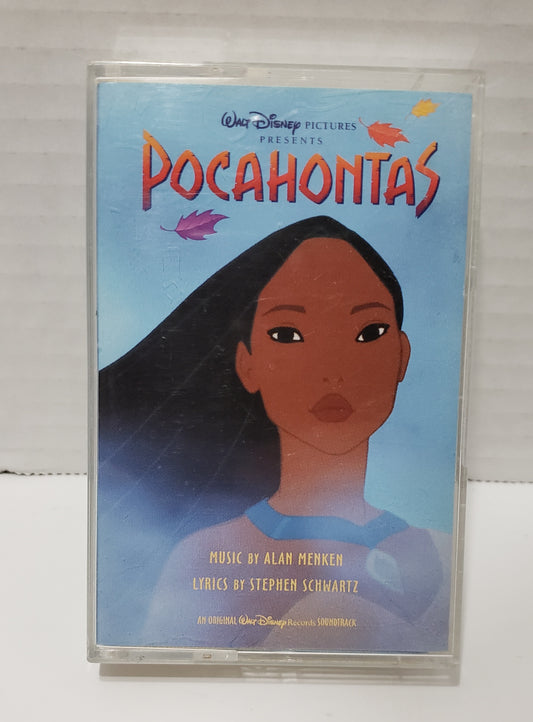 WALT DISNEY PICTURES
PRESENTS
POCAHONTAS
MUSIC BY ALAN MENKEN
LYRICS BY STEPHEN SCHWARTZ
AN ORIGINAL WALT DISNEY Records SOUNDTRACK